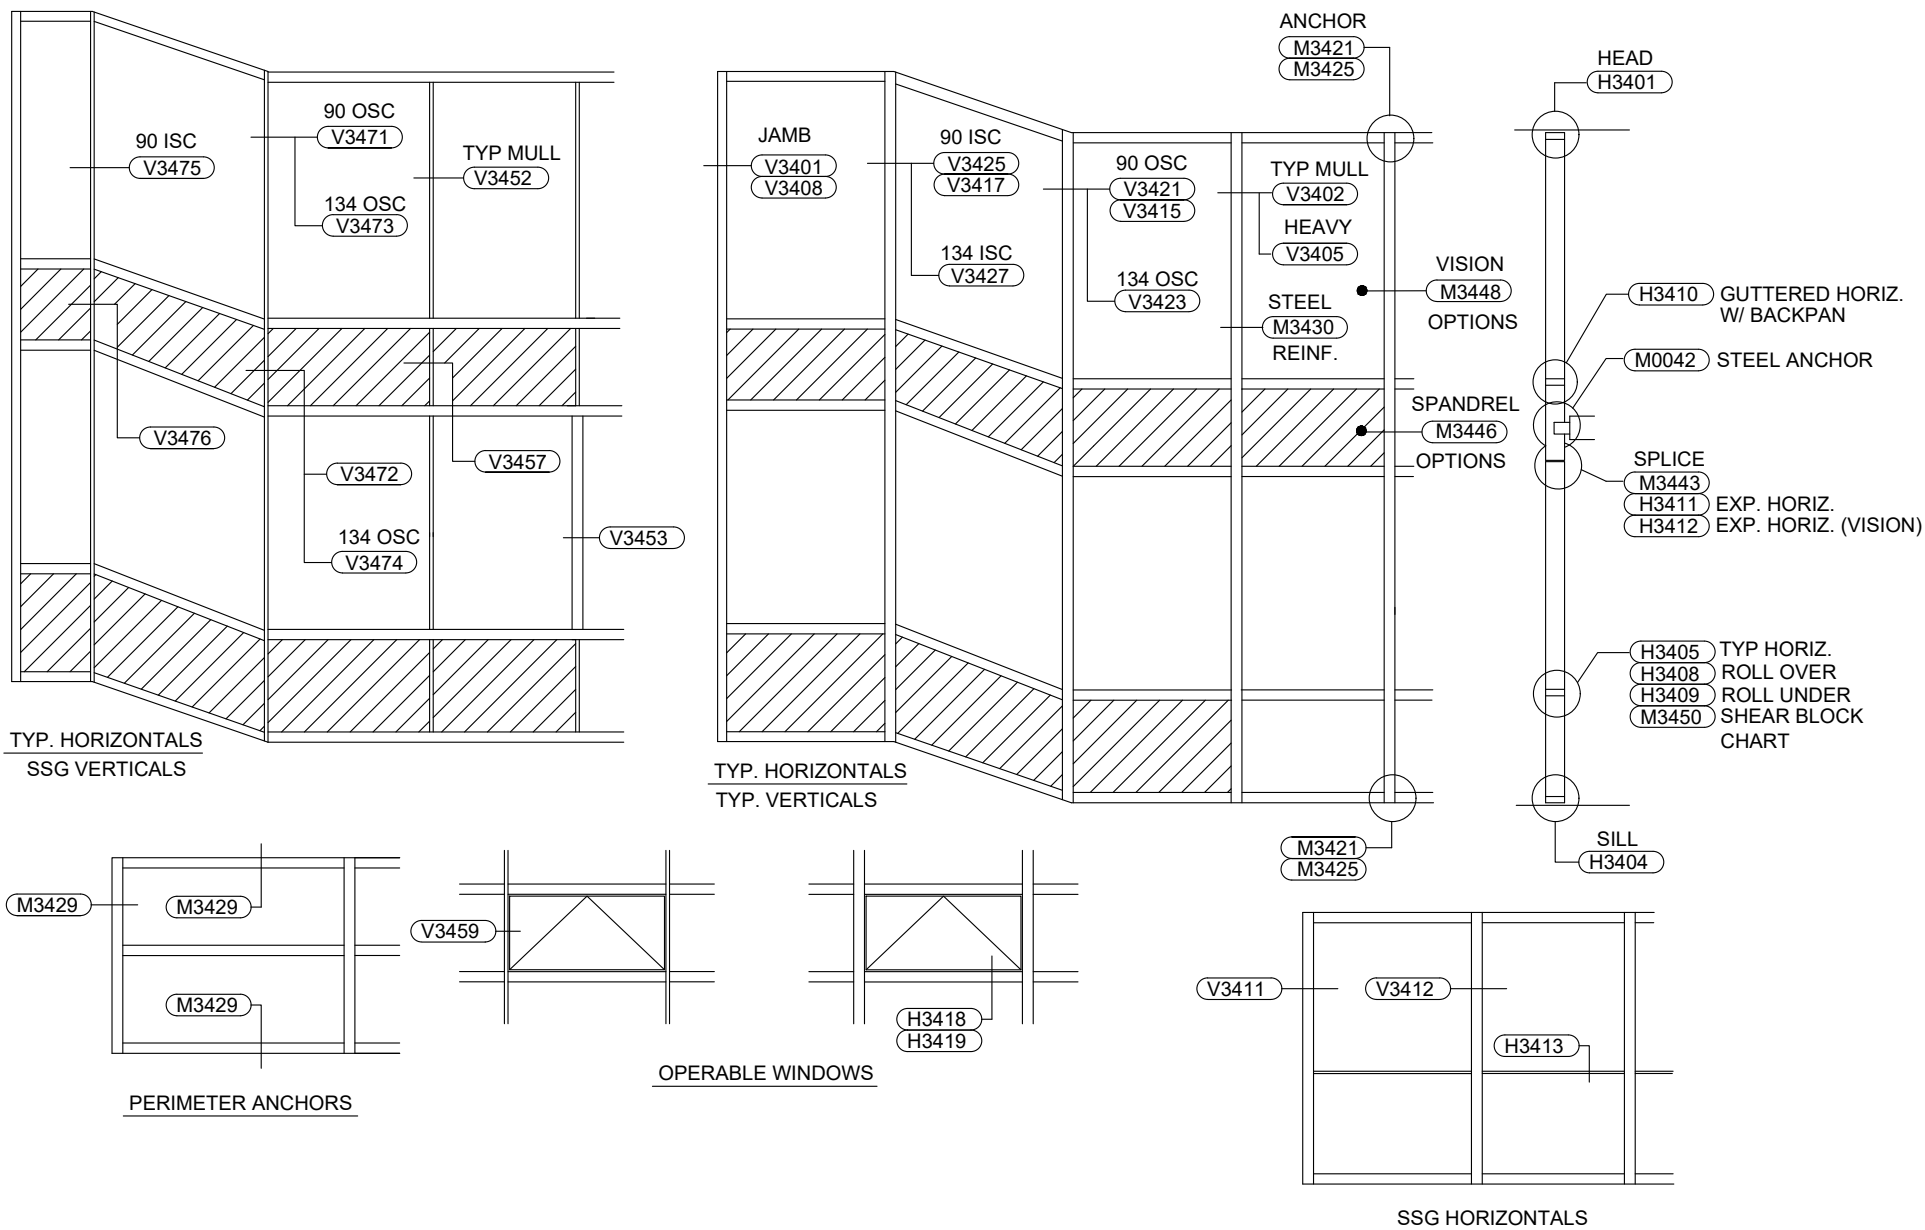 90 ISC
V3475
90 OSC
V3471
134 OSC
V3473
TYP MULL
V3452
V3476
V3472
134 OSC
V3474
V3457
V3453
TYP. HORIZONTALS
SSG VERTICALS
JAMB
V3401
V3408
90 ISC
V3425
V3417
134 ISC
V3427
90 OSC
V3421
V3415
134 OSC
V3423
TYP MULL
V3402
HEAVY
V3405
STEEL
M3430
REINF.
ANCHOR
M3421
M3425
VISION
M3448
OPTIONS
SPANDREL
M3446
OPTIONS
M3421
M3425
TYP. HORIZONTALS
TYP. VERTICALS
HEAD
H3401
H3410 GUTTERED HORIZ.
W/ BACKPAN
M0042 STEEL ANCHOR
SPLICE
M3443
H3411 EXP. HORIZ.
H3412 EXP. HORIZ. (VISION)
H3405 TYP HORIZ.
H3408 ROLL OVER
H3409 ROLL UNDER
M3450 SHEAR BLOCK
CHART
SILL
H3404
M3429
M3429
M3429
PERIMETER ANCHORS
V3459
H3418
H3419
OPERABLE WINDOWS
V3411
V3412
H3413
SSG HORIZONTALS